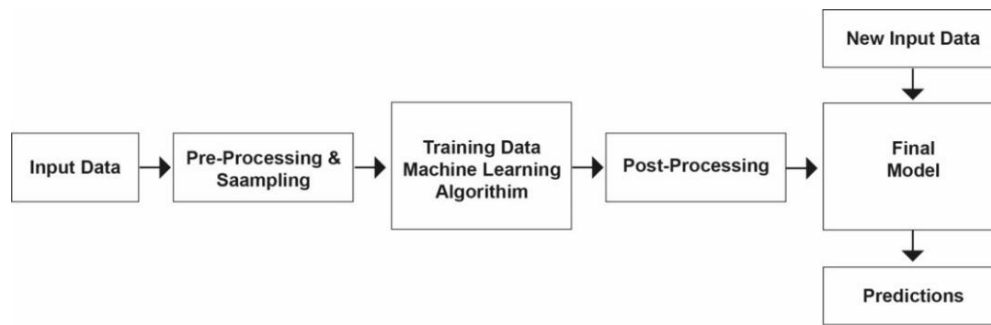 New Input Data
Input Data
Pre-Processing &
Saampling
Training Data
Machine Learning
Algorithim
Post-Processing
Final
Model
Predictions